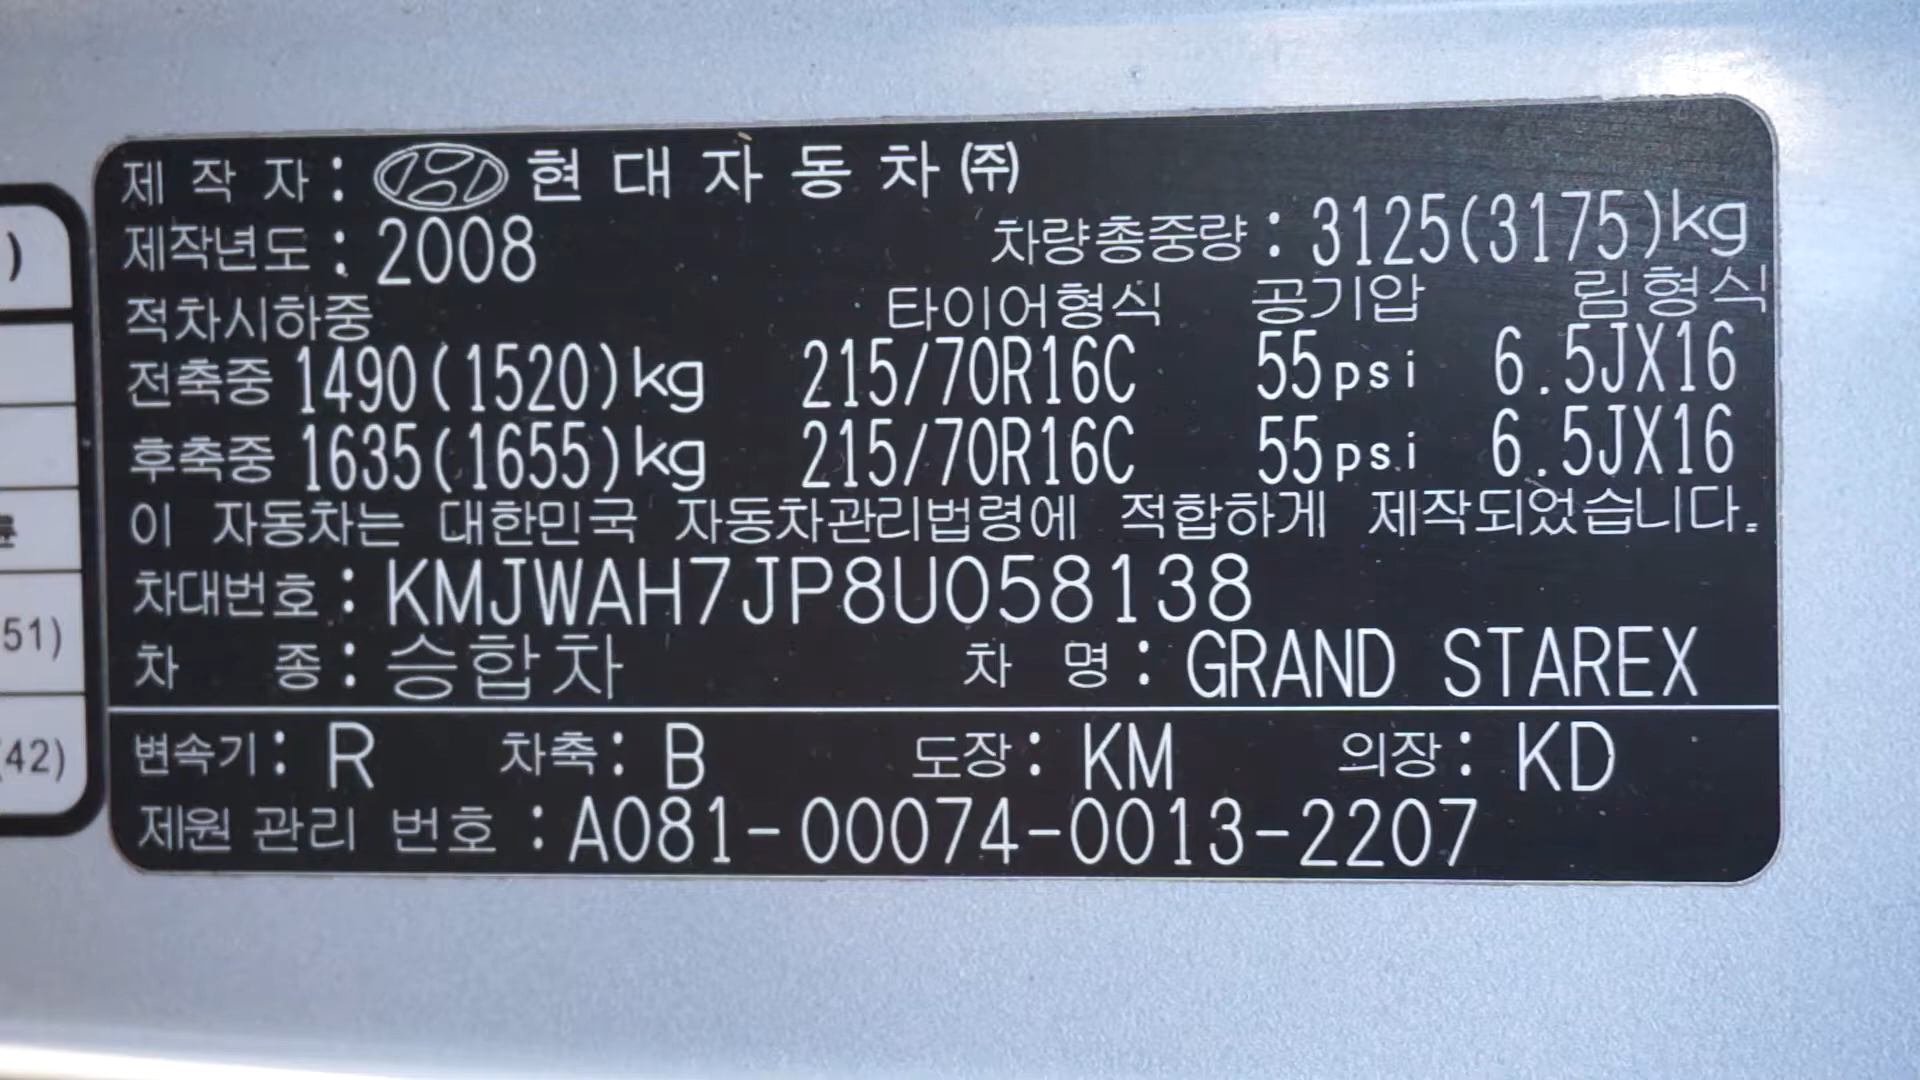 제 작 자 : 현 대 자 동 차 ㈜
제작년도 : 2008 차량총중량 : 3125(3175)kg
적차시하중 타이어형식 공기압 림형식
전축중 1490(1520)kg 215/70R16C 55psi 6.5JX16
후축중 1635(1655)kg 215/70R16C 55psi 6.5JX16
이 자동차는 대한민국 자동차관리법령에 적합하게 제작되었습니다.
차대번호 : KMJWAH7JP8U058138
차 종 : 승합차 차 명 : GRAND STAREX
변속기 : R 차축 : B 도장 : KM 의장 : KD
제원 관리 번호 : A081-00074-0013-2207
)
51)
(42)